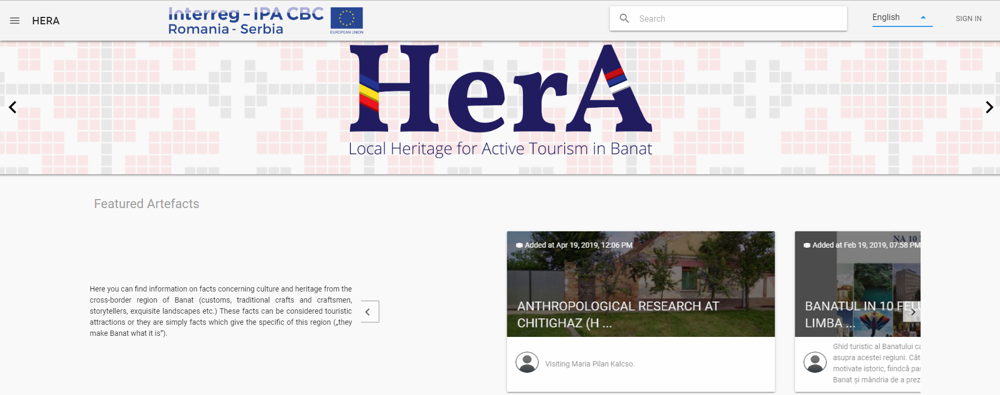 HERA
Interreg - IPA CBC
Romania - Serbia
EUROPEAN UNION
Search
English
SIGN IN
HerA
Local Heritage for Active Tourism in Banat
Featured Artefacts
Here you can find information on facts concerning culture and heritage from the
cross-border region of Banat (customs, traditional crafts and craftsmen,
storytellers, exquisite landscapes etc.) These facts can be considered touristic
attractions or they are simply facts which give the specific of this region („they
make Banat what it is”).
Added at Apr 19, 2019, 12:06 PM
ANTHROPOLOGICAL RESEARCH AT
CHITIGHAZ (H ...
Visiting Maria Pilan Kalcso.
NA 10
Added at Feb 19, 2019, 07:58 PM
BANATUL IN 10 FELU
LIMBA ...
Ghid turistic al Banatului ca
asupra acestei regiuni. Cât
motivate istoric, fiindcă pa
Banat și mândria de a prez